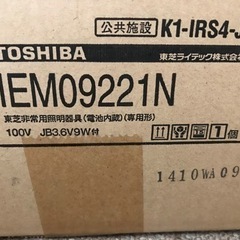 公共施設 K1-IRS4-J
TOSHIBA 東芝ライテック株式会社
IEM09221N
東芝非常用照明器具(電池内蔵)(専用形)
100V JB3.6V9W付
1410WA09